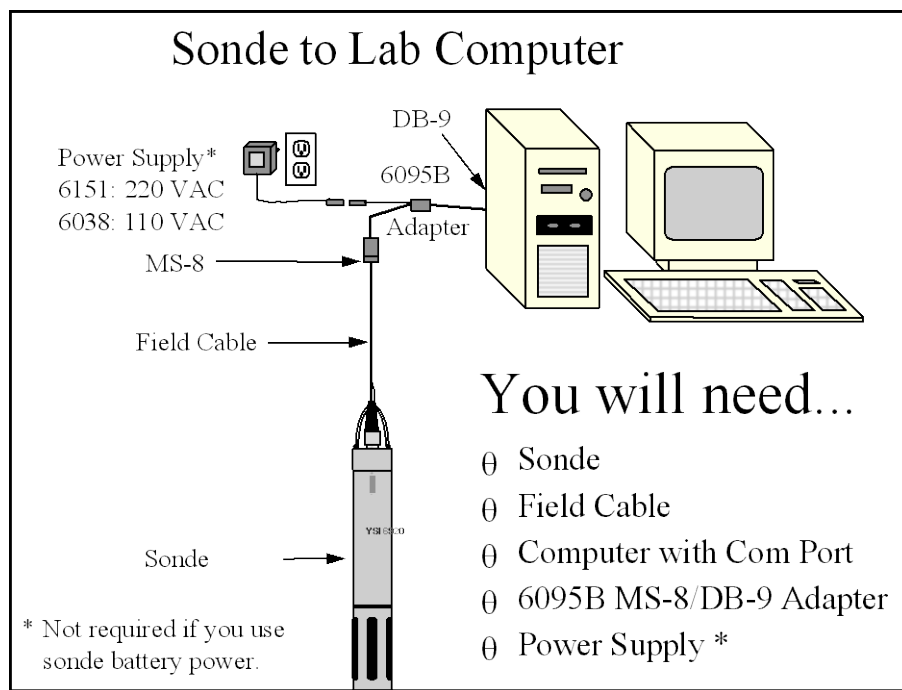 Sonde to Lab Computer
DB-9
Power Supply*
6151: 220 VAC
6038: 110 VAC
6095B
Adapter
MS-8
Field Cable
Sonde
* Not required if you use
sonde battery power.
You will need...
θ Sonde
θ Field Cable
θ Computer with Com Port
θ 6095B MS-8/DB-9 Adapter
θ Power Supply *
YSI